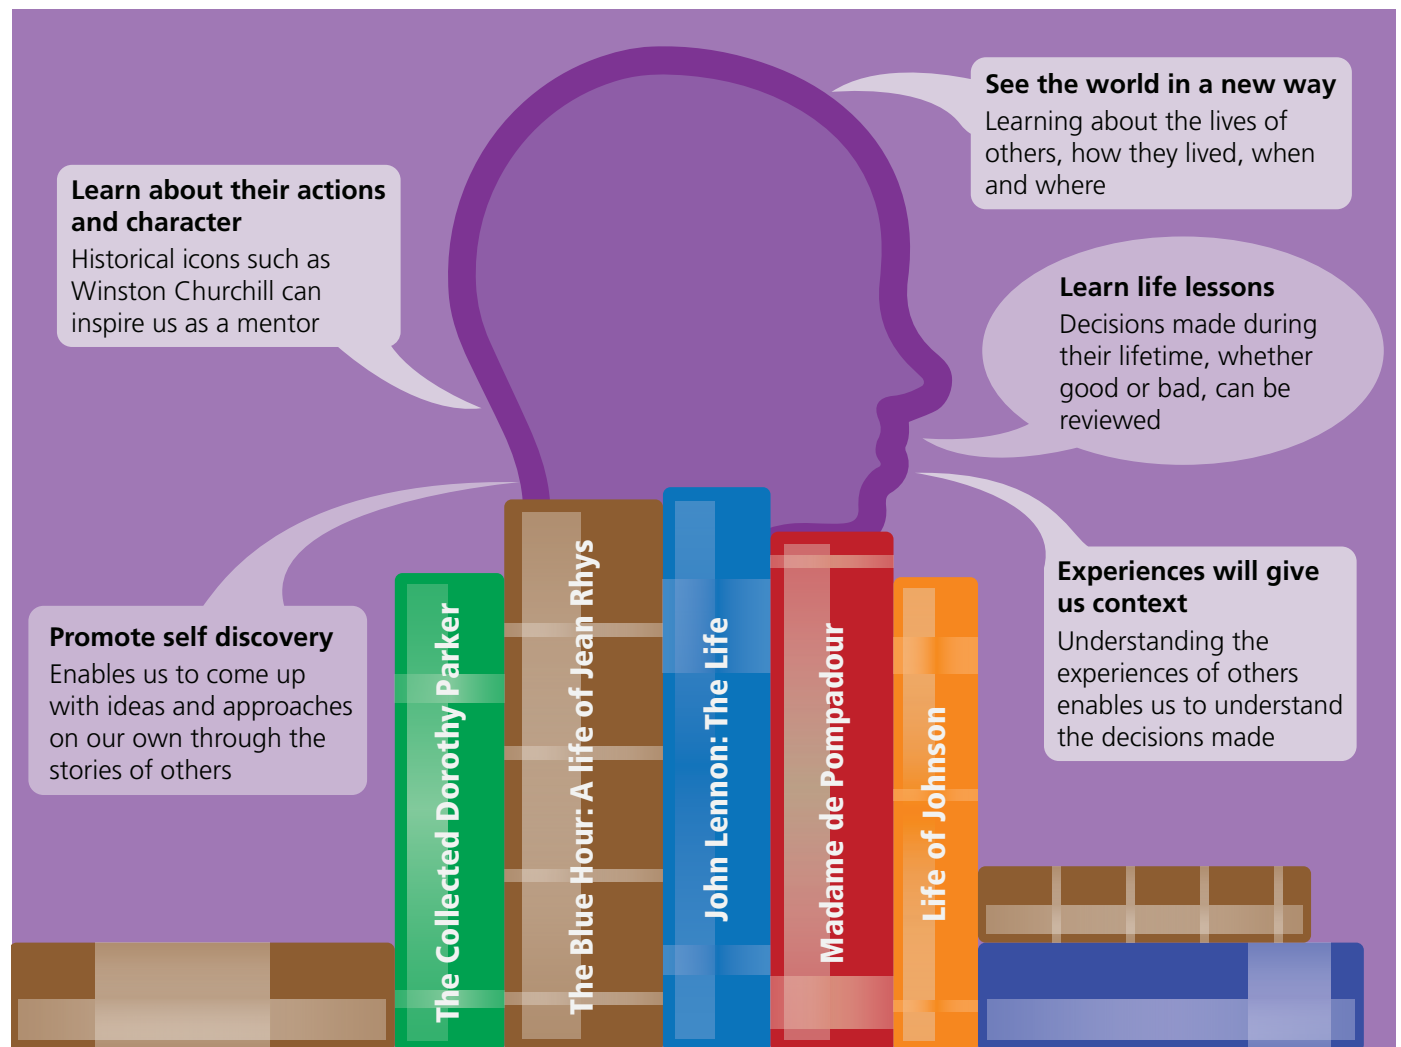 See the world in a new way
Learning about the lives of
others, how they lived, when
and where
Learn about their actions
and character
Historical icons such as
Winston Churchill can
inspire us as a mentor
Learn life lessons
Decisions made during
their lifetime, whether
good or bad, can be
reviewed
Experiences will give
us context
Understanding the
experiences of others
enables us to understand
the decisions made
Promote self discovery
Enables us to come up
with ideas and approaches
on our own through the
stories of others
The Collected Dorothy Parker
The Blue Hour: A life of Jean Rhys
John Lennon: The Life
Madame de Pompadour
Life of Johnson